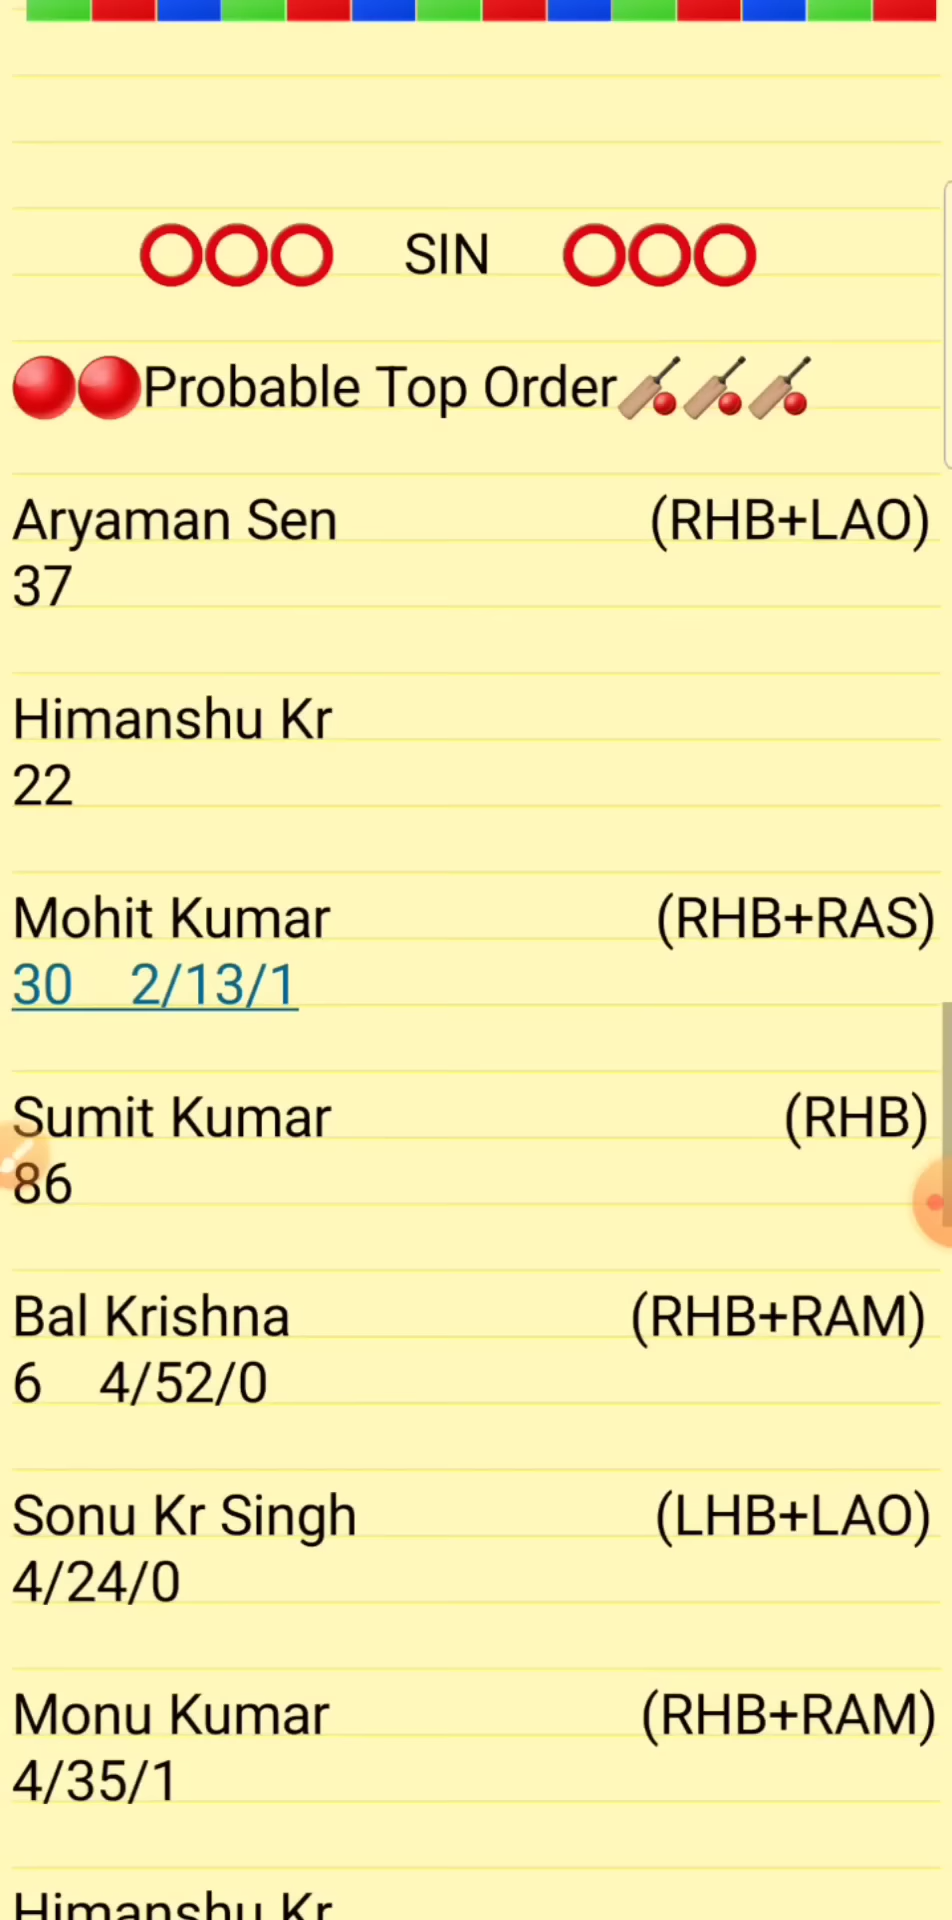 ⭕⭕⭕ SIN ⭕⭕⭕
🔴🔴Probable Top Order🏏🏏🏏
Aryaman Sen (RHB+LAO)
37
Himanshu Kr
22
Mohit Kumar (RHB+RAS)
30 2/13/1
Sumit Kumar (RHB)
86
Bal Krishna (RHB+RAM)
6 4/52/0
Sonu Kr Singh (LHB+LAO)
4/24/0
Monu Kumar (RHB+RAM)
4/35/1
Himanshu Kr